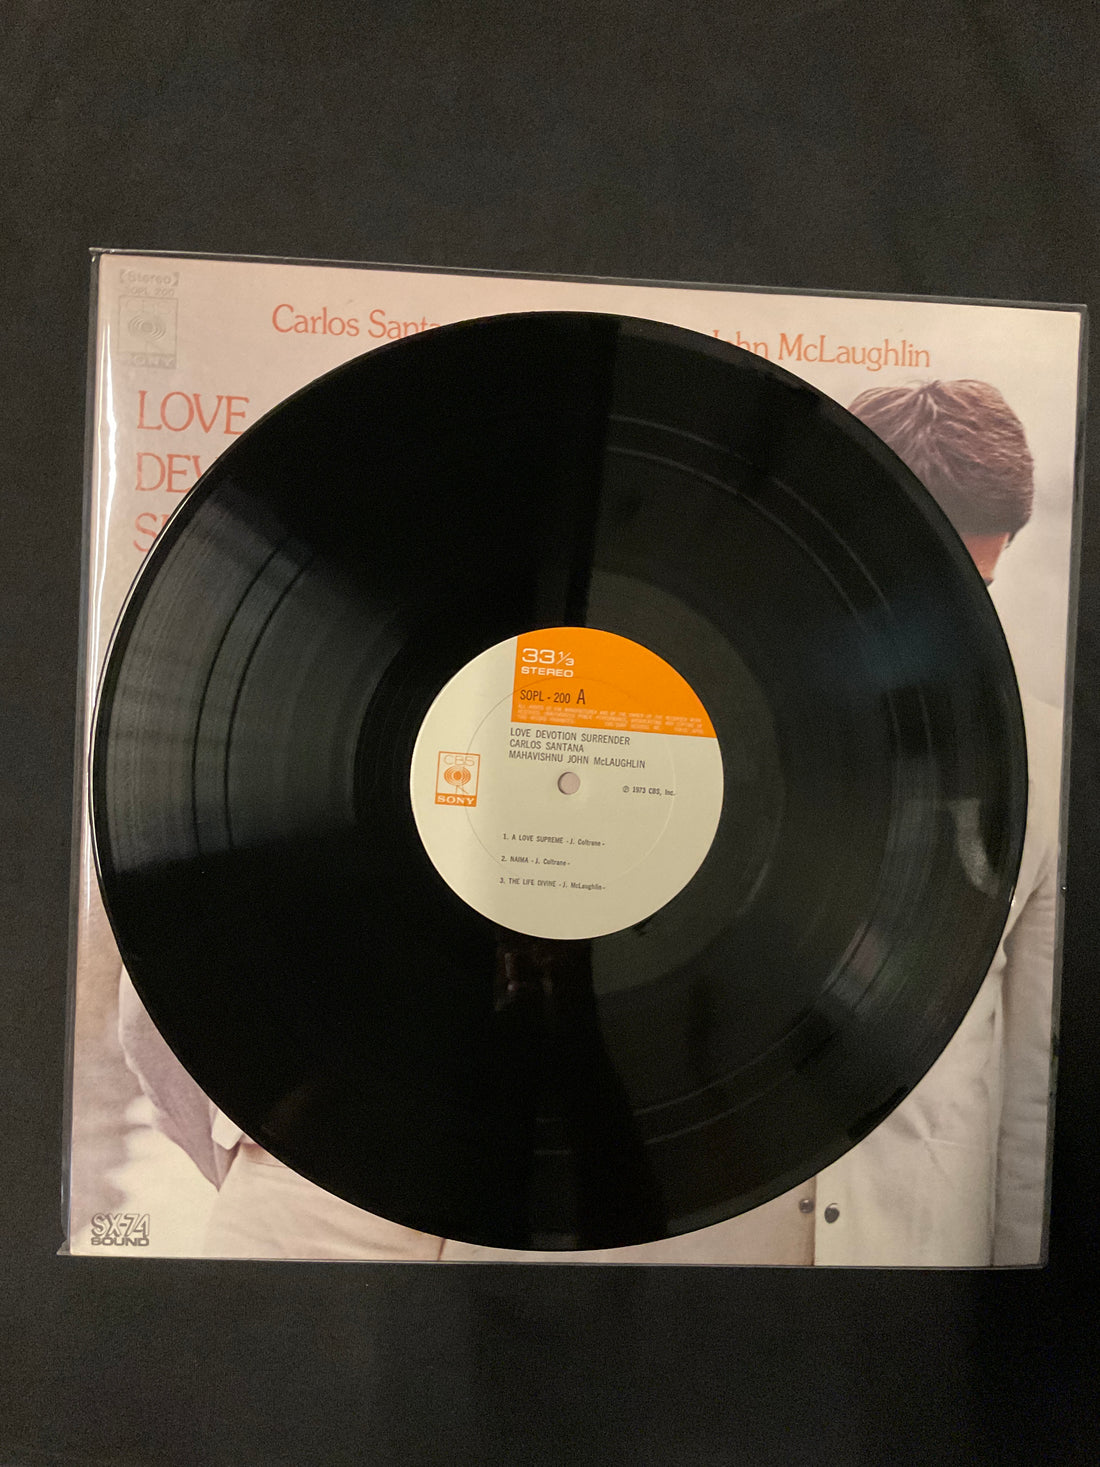 【Stereo】
SOPL 200
SONY
Carlos Santa
John McLaughlin
LOVE
DEV
33 1/3
STEREO
SOPL-200 A
LOVE DEVOTION SURRENDER
CARLOS SANTANA
MAHAVISHNU JOHN McLAUGHLIN
CBS
SONY
℗ 1973 CBS, Inc.
1. A LOVE SUPREME -J. Coltrane-
2. NAIMA -J. Coltrane-
3. THE LIFE DIVINE -J. McLaughlin-
SX-74
SOUND